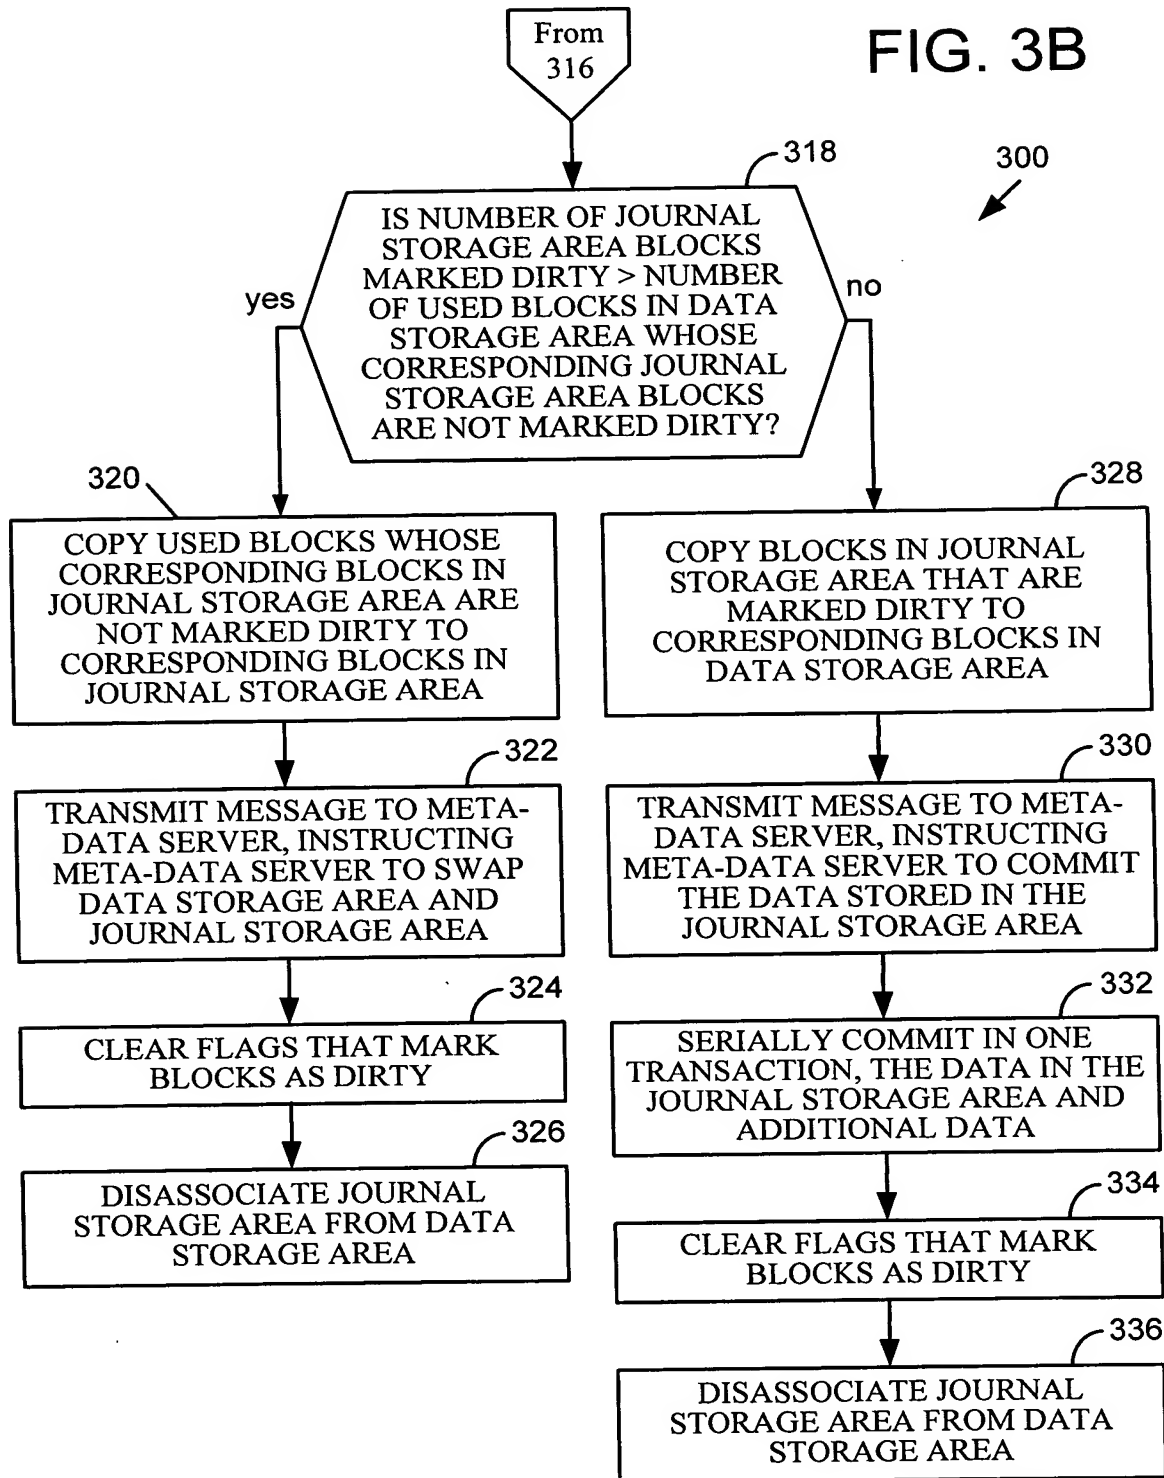 From
316
FIG. 3B
318
300
IS NUMBER OF JOURNAL
STORAGE AREA BLOCKS
MARKED DIRTY > NUMBER
OF USED BLOCKS IN DATA
STORAGE AREA WHOSE
CORRESPONDING JOURNAL
STORAGE AREA BLOCKS
ARE NOT MARKED DIRTY?
yes
no
320
COPY USED BLOCKS WHOSE
CORRESPONDING BLOCKS IN
JOURNAL STORAGE AREA ARE
NOT MARKED DIRTY TO
CORRESPONDING BLOCKS IN
JOURNAL STORAGE AREA
322
TRANSMIT MESSAGE TO META-
DATA SERVER, INSTRUCTING
META-DATA SERVER TO SWAP
DATA STORAGE AREA AND
JOURNAL STORAGE AREA
324
CLEAR FLAGS THAT MARK
BLOCKS AS DIRTY
326
DISASSOCIATE JOURNAL
STORAGE AREA FROM DATA
STORAGE AREA
328
COPY BLOCKS IN JOURNAL
STORAGE AREA THAT ARE
MARKED DIRTY TO
CORRESPONDING BLOCKS IN
DATA STORAGE AREA
330
TRANSMIT MESSAGE TO META-
DATA SERVER, INSTRUCTING
META-DATA SERVER TO COMMIT
THE DATA STORED IN THE
JOURNAL STORAGE AREA
332
SERIALLY COMMIT IN ONE
TRANSACTION, THE DATA IN THE
JOURNAL STORAGE AREA AND
ADDITIONAL DATA
334
CLEAR FLAGS THAT MARK
BLOCKS AS DIRTY
336
DISASSOCIATE JOURNAL
STORAGE AREA FROM DATA
STORAGE AREA